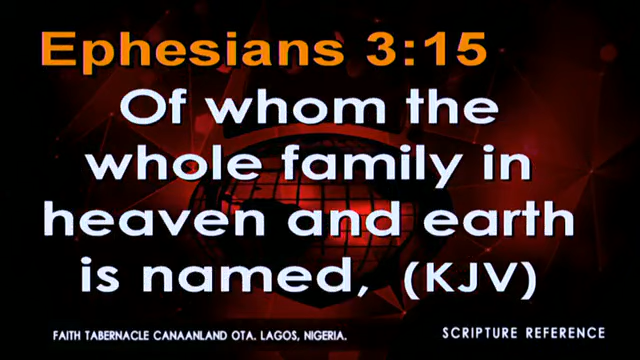 Ephesians 3:15
Of whom the
whole family in
heaven and earth
is named, (KJV)
FAITH TABERNACLE CANAANLAND OTA. LAGOS, NIGERIA.
SCRIPTURE REFERENCE